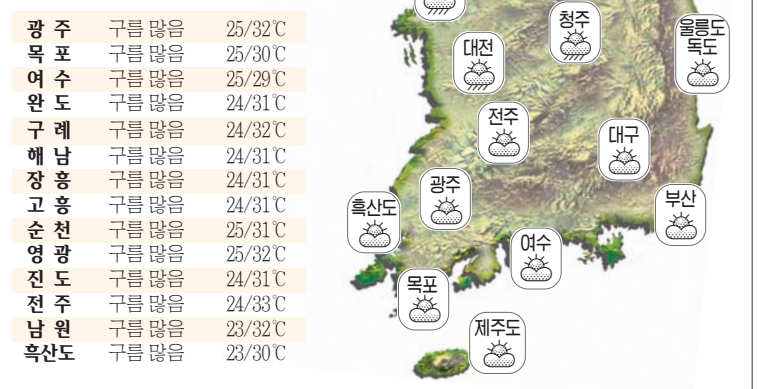 광 주 구름 많음 25/32℃
목 포 구름 많음 25/30℃
여 수 구름 많음 25/29℃
완 도 구름 많음 24/31℃
구 례 구름 많음 24/32℃
해 남 구름 많음 24/31℃
장 흥 구름 많음 24/31℃
고 흥 구름 많음 24/31℃
순 천 구름 많음 25/31℃
영 광 구름 많음 25/32℃
진 도 구름 많음 24/31℃
전 주 구름 많음 24/33℃
남 원 구름 많음 23/32℃
흑산도 구름 많음 23/30℃
청주
울릉도
독도
대전
전주
대구
광주
흑산도
부산
여수
목포
제주도